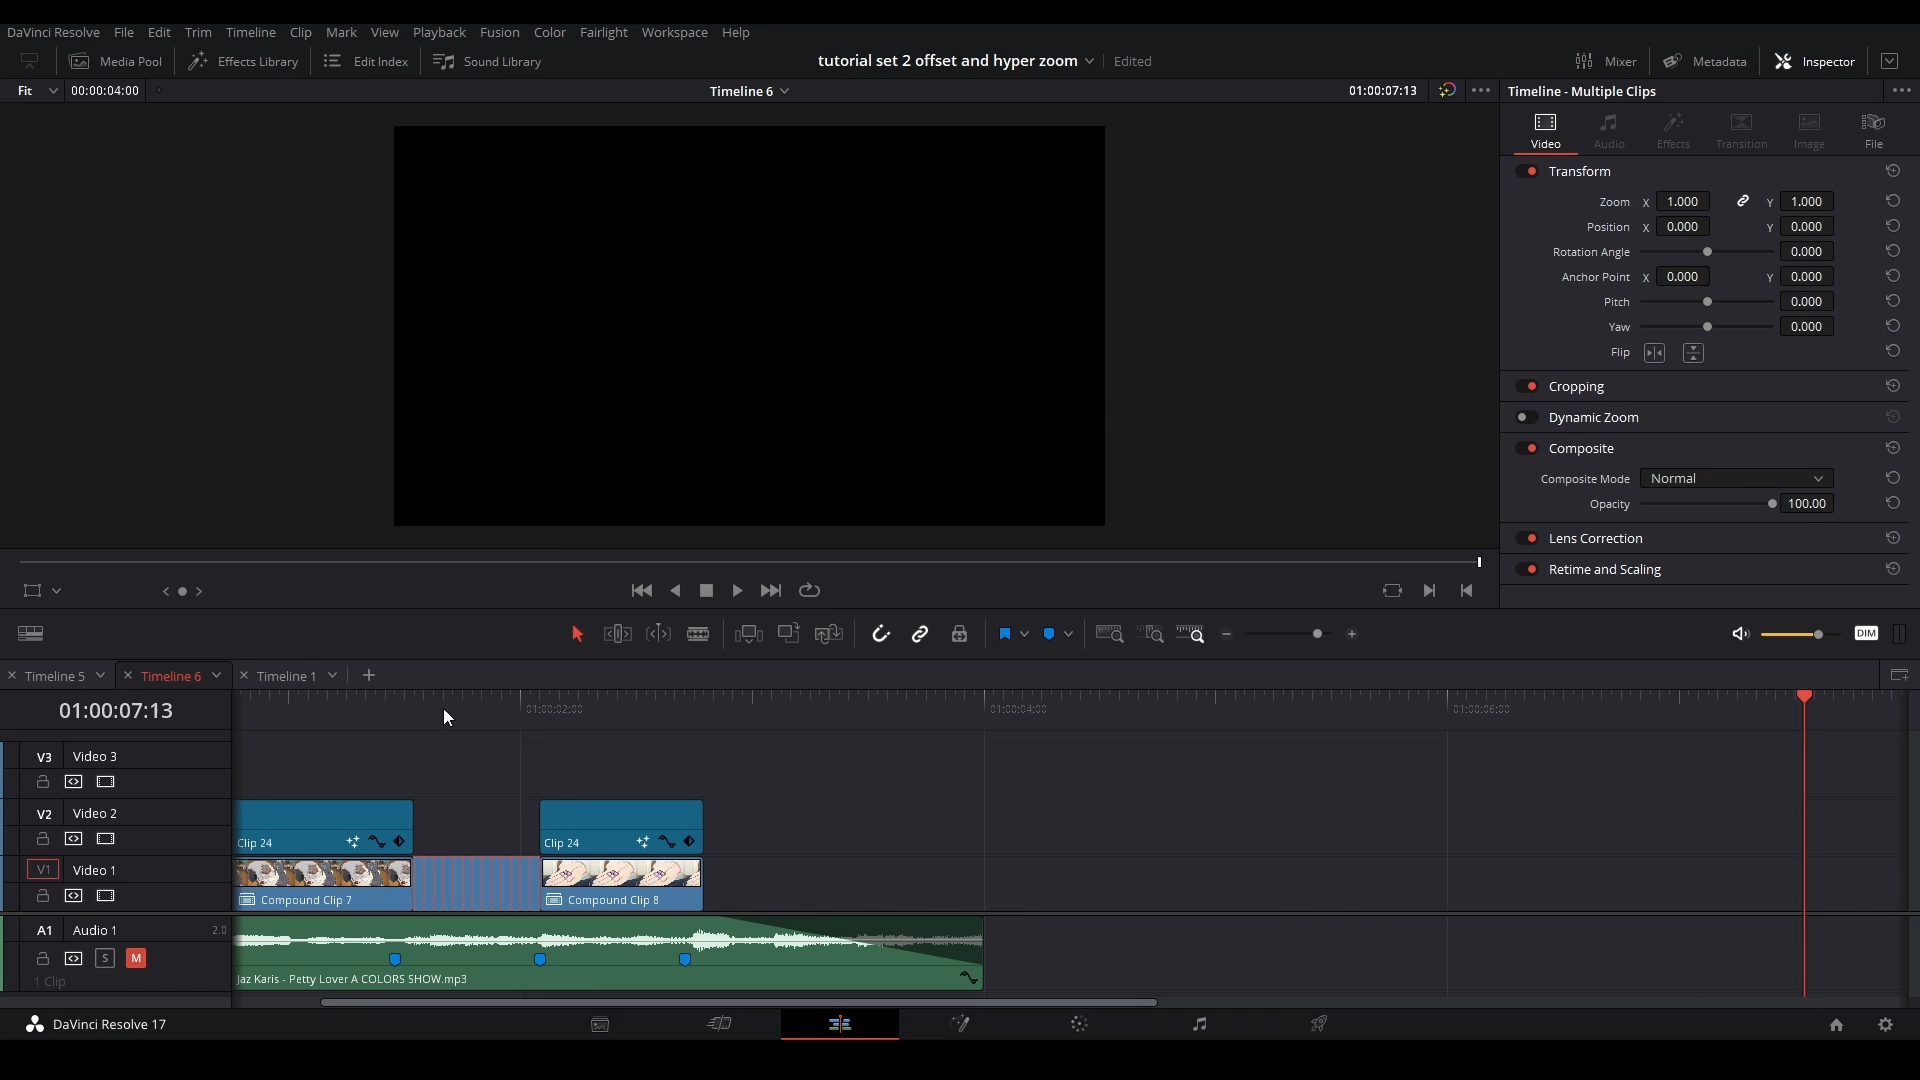 DaVinci Resolve File Edit Trim Timeline Clip Mark View Playback Fusion Color Fairlight Workspace Help
Media Pool Effects Library Edit Index Sound Library tutorial set 2 offset and hyper zoom Edited Mixer Metadata Inspector
Fit 00:00:04:00 Timeline 6 01:00:07:13 Timeline - Multiple Clips
Video Audio Effects Transition Image File
Transform
Zoom X 1.000 Y 1.000
Position X 0.000 Y 0.000
Rotation Angle 0.000
Anchor Point X 0.000 Y 0.000
Pitch 0.000
Yaw 0.000
Flip
Cropping
Dynamic Zoom
Composite
Composite Mode Normal
Opacity 100.00
Lens Correction
Retime and Scaling
DIM
Timeline 5 Timeline 6 Timeline 1
01:00:07:13 01:00:02:00 01:00:04:00 01:00:06:00
V3 Video 3
V2 Video 2
Clip 24 Clip 24
V1 Video 1
Compound Clip 7 Compound Clip 8
A1 Audio 1 2.0
S M
1 Clip Jaz Karis - Petty Lover A COLORS SHOW.mp3
DaVinci Resolve 17